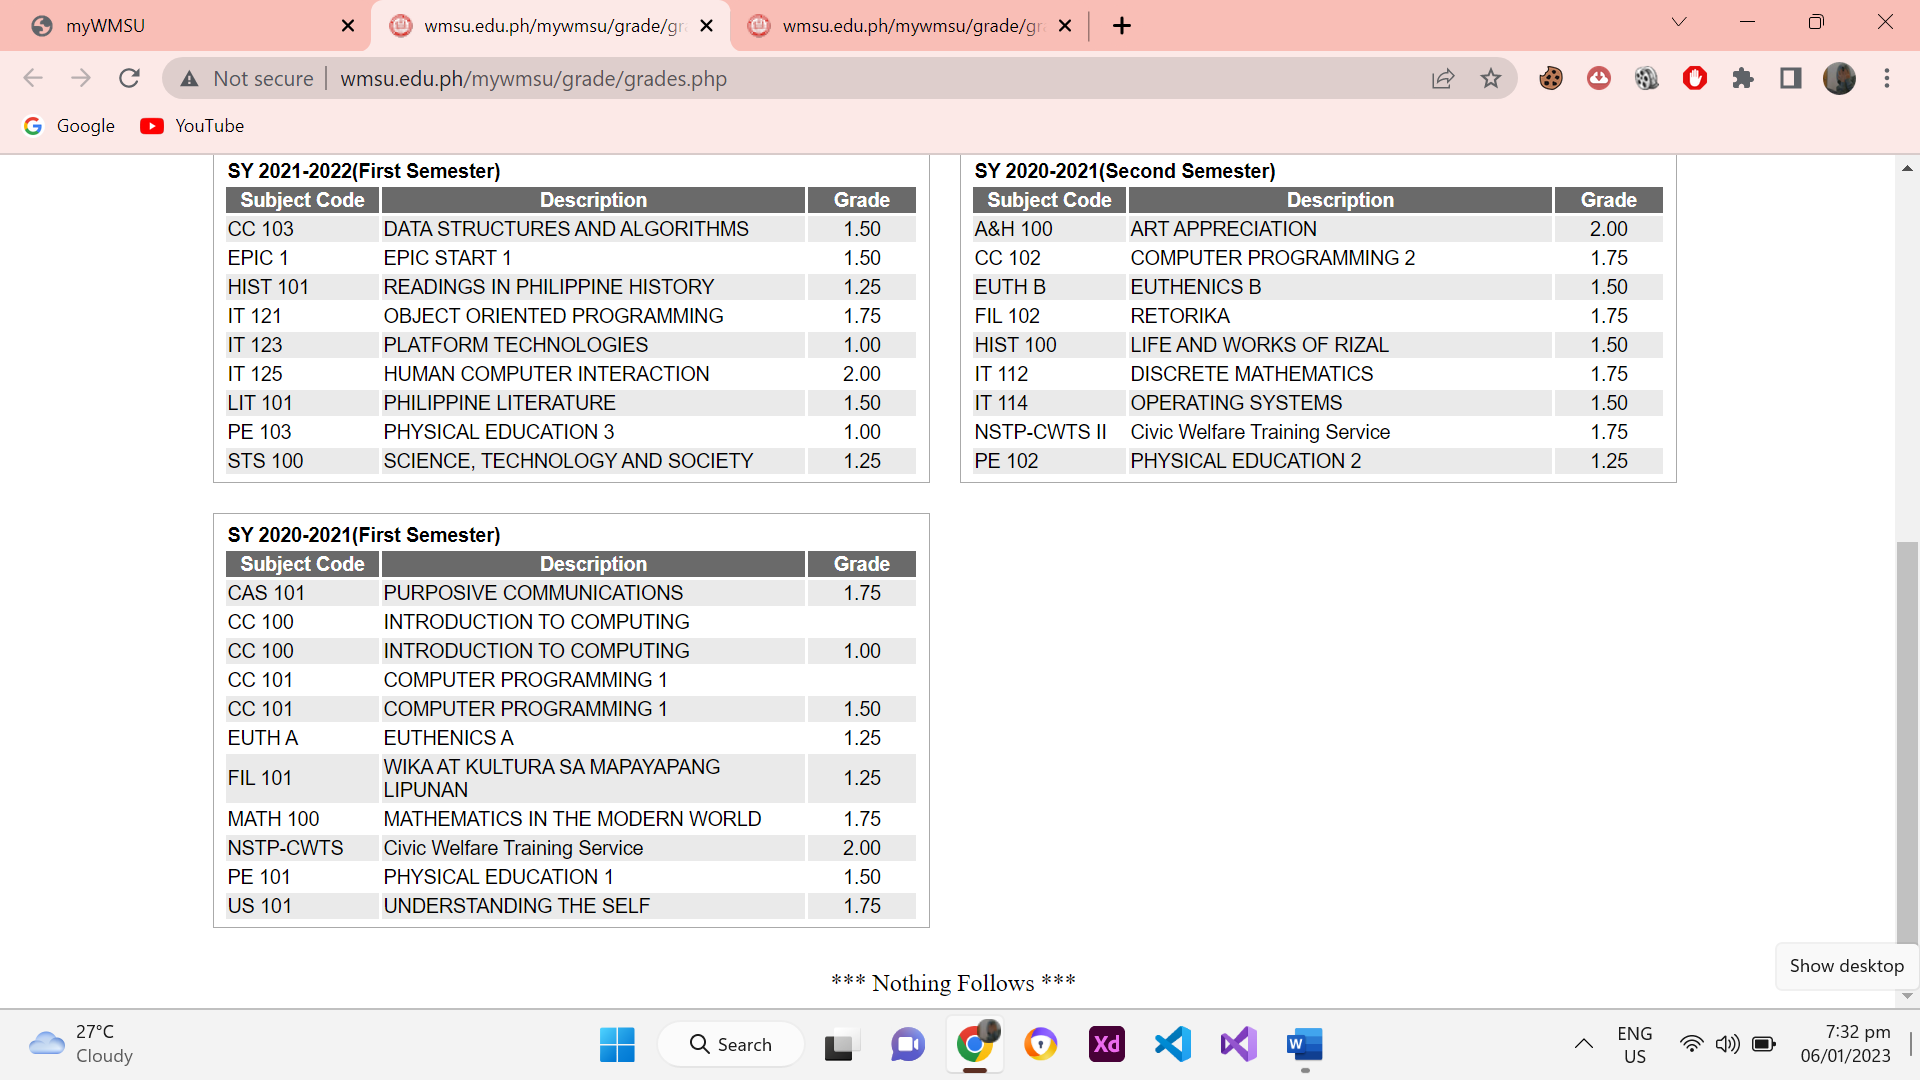 myWMSU
wmsu.edu.ph/mywmsu/grade/gr
wmsu.edu.ph/mywmsu/grade/gr
Not secure
wmsu.edu.ph/mywmsu/grade/grades.php
Google
YouTube
SY 2021-2022(First Semester)
Subject Code Description Grade
CC 103 DATA STRUCTURES AND ALGORITHMS 1.50
EPIC 1 EPIC START 1 1.50
HIST 101 READINGS IN PHILIPPINE HISTORY 1.25
IT 121 OBJECT ORIENTED PROGRAMMING 1.75
IT 123 PLATFORM TECHNOLOGIES 1.00
IT 125 HUMAN COMPUTER INTERACTION 2.00
LIT 101 PHILIPPINE LITERATURE 1.50
PE 103 PHYSICAL EDUCATION 3 1.00
STS 100 SCIENCE, TECHNOLOGY AND SOCIETY 1.25
SY 2020-2021(Second Semester)
Subject Code Description Grade
A&H 100 ART APPRECIATION 2.00
CC 102 COMPUTER PROGRAMMING 2 1.75
EUTH B EUTHENICS B 1.50
FIL 102 RETORIKA 1.75
HIST 100 LIFE AND WORKS OF RIZAL 1.50
IT 112 DISCRETE MATHEMATICS 1.75
IT 114 OPERATING SYSTEMS 1.50
NSTP-CWTS II Civic Welfare Training Service 1.75
PE 102 PHYSICAL EDUCATION 2 1.25
SY 2020-2021(First Semester)
Subject Code Description Grade
CAS 101 PURPOSIVE COMMUNICATIONS 1.75
CC 100 INTRODUCTION TO COMPUTING
CC 100 INTRODUCTION TO COMPUTING 1.00
CC 101 COMPUTER PROGRAMMING 1
CC 101 COMPUTER PROGRAMMING 1 1.50
EUTH A EUTHENICS A 1.25
FIL 101 WIKA AT KULTURA SA MAPAYAPANG
LIPUNAN 1.25
MATH 100 MATHEMATICS IN THE MODERN WORLD 1.75
NSTP-CWTS Civic Welfare Training Service 2.00
PE 101 PHYSICAL EDUCATION 1 1.50
US 101 UNDERSTANDING THE SELF 1.75
*** Nothing Follows ***
Show desktop
27°C
Cloudy
Search
Xd
W
ENG
US
7:32 pm
06/01/2023